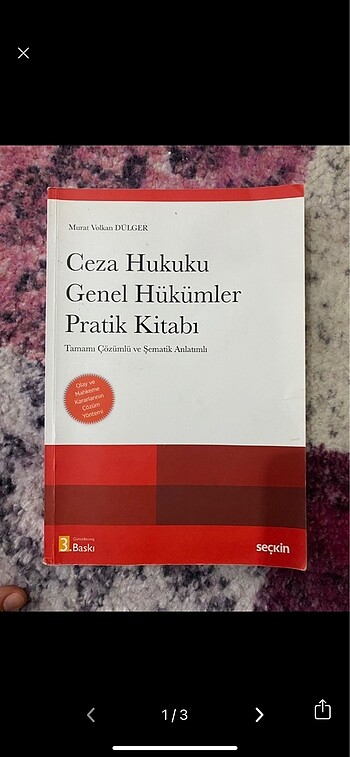 Murat Volkan DÜLGER
Ceza Hukuku
Genel Hükümler
Pratik Kitabı
Tamamı Çözümlü ve Şematik Anlatımlı
Olay ve
Mahkeme
Kararlarının
Çözüm
Yöntemi
Güncellenmiş
3.Baskı
seçkin
1/3